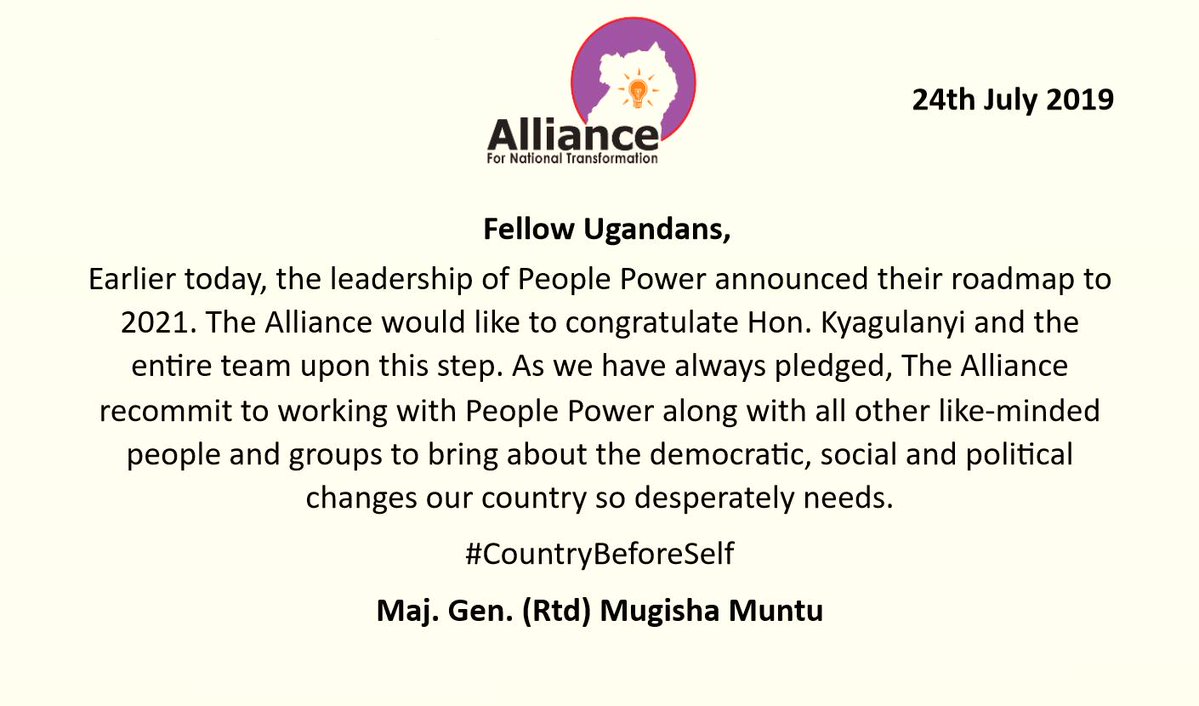 24th July 2019
Alliance
For National Transformation
Fellow Ugandans,
Earlier today, the leadership of People Power announced their roadmap to
2021. The Alliance would like to congratulate Hon. Kyagulanyi and the
entire team upon this step. As we have always pledged, The Alliance
recommit to working with People Power along with all other like-minded
people and groups to bring about the democratic, social and political
changes our country so desperately needs.
#CountryBeforeSelf
Maj. Gen. (Rtd) Mugisha Muntu